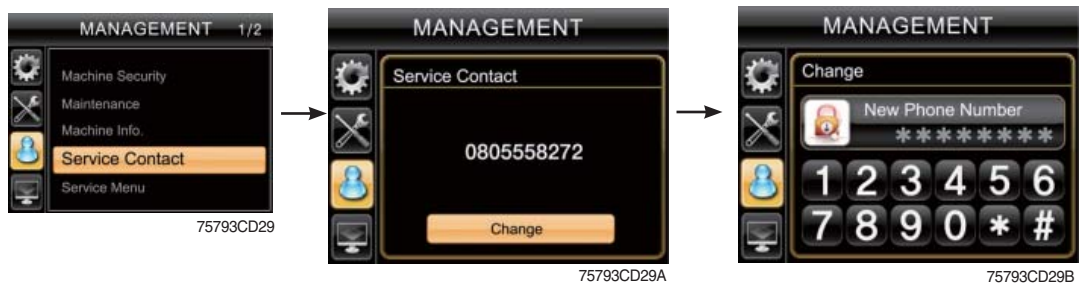 MANAGEMENT 1/2
Machine Security
Maintenance
Machine Info.
Service Contact
Service Menu
75793CD29
MANAGEMENT
Service Contact
0805558272
Change
75793CD29A
MANAGEMENT
Change
New Phone Number
********
1 2 3 4 5 6
7 8 9 0 * #
75793CD29B